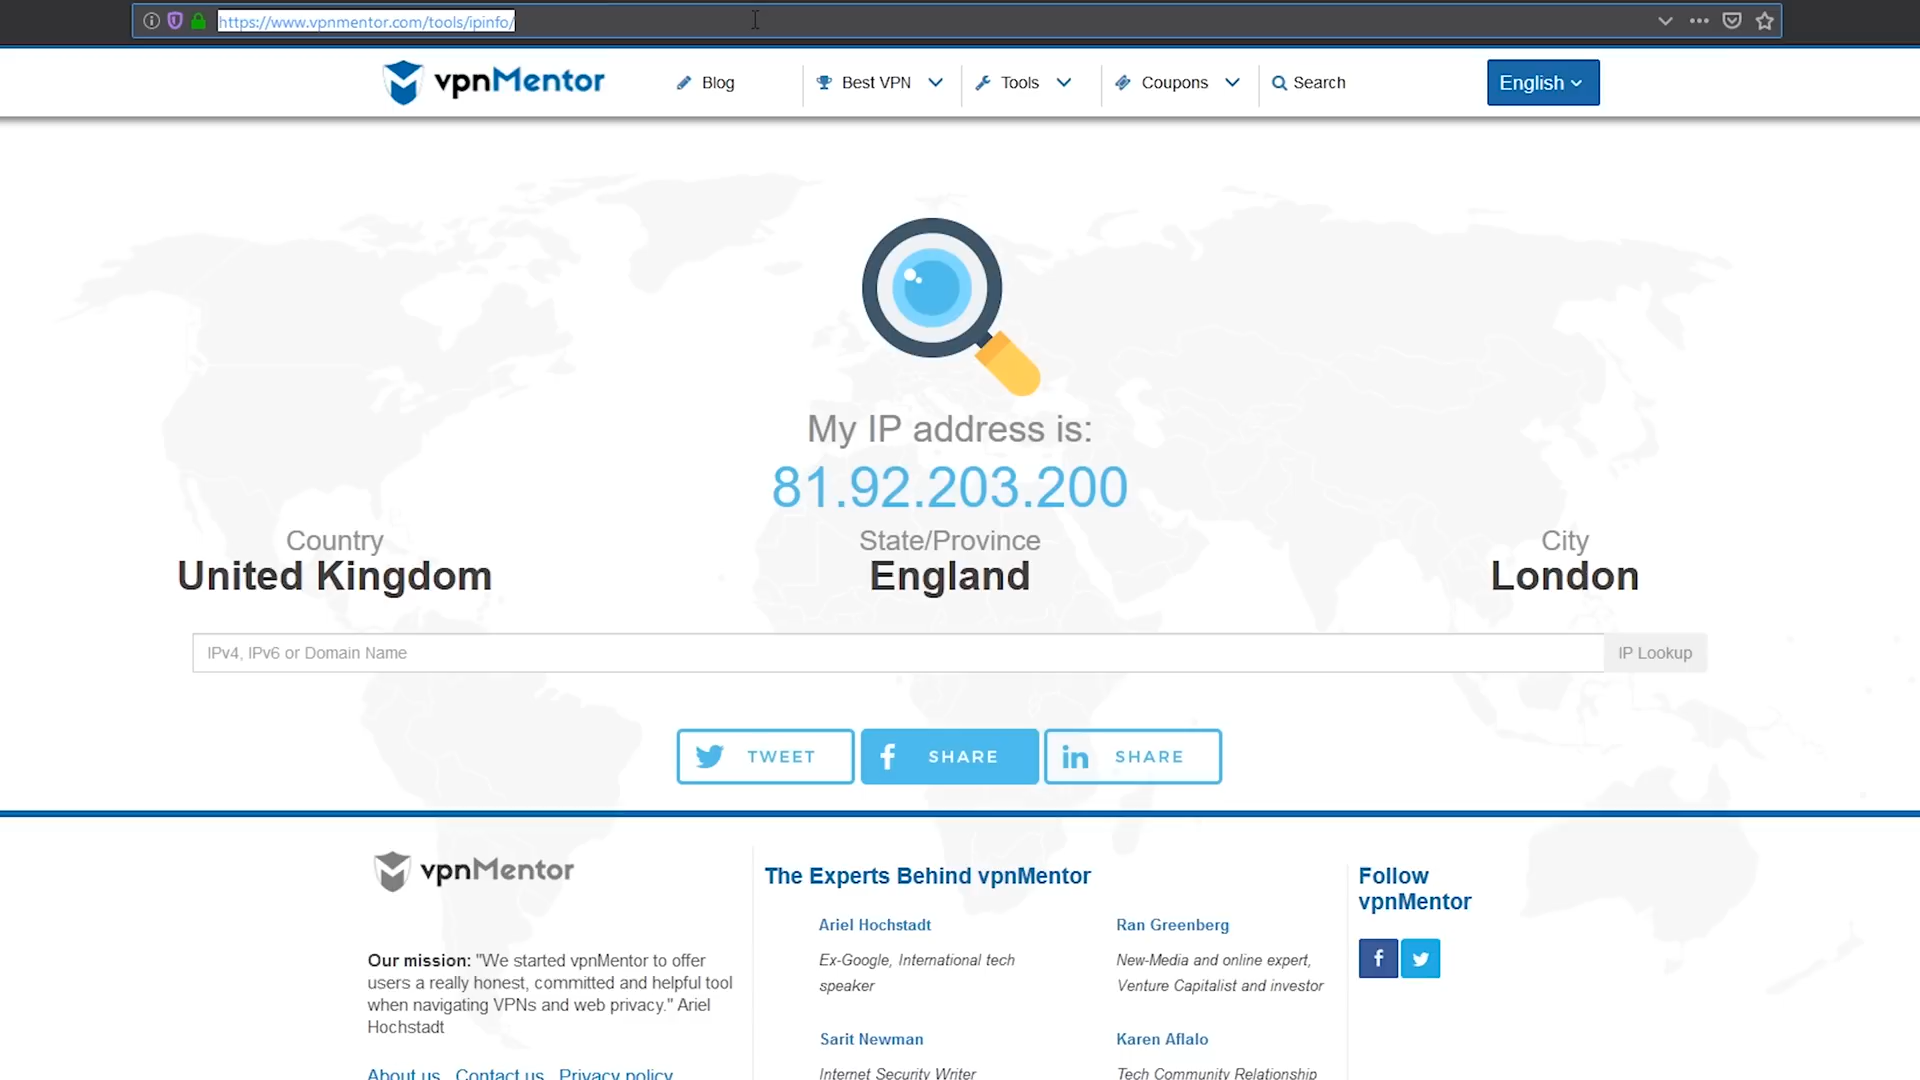 https://www.vpnmentor.com/tools/ipinfo/
vpnMentor
Blog
Best VPN
Tools
Coupons
Search
English
My IP address is:
81.92.203.200
Country
United Kingdom
State/Province
England
City
London
IPv4, IPv6 or Domain Name
IP Lookup
TWEET
SHARE
SHARE
vpnMentor
Our mission: "We started vpnMentor to offer
users a really honest, committed and helpful tool
when navigating VPNs and web privacy." Ariel
Hochstadt
About us
Contact us
Privacy policy
The Experts Behind vpnMentor
Ariel Hochstadt
Ex-Google, International tech
speaker
Ran Greenberg
New-Media and online expert,
Venture Capitalist and investor
Sarit Newman
Internet Security Writer
Karen Aflalo
Tech Community Relationship
Follow
vpnMentor